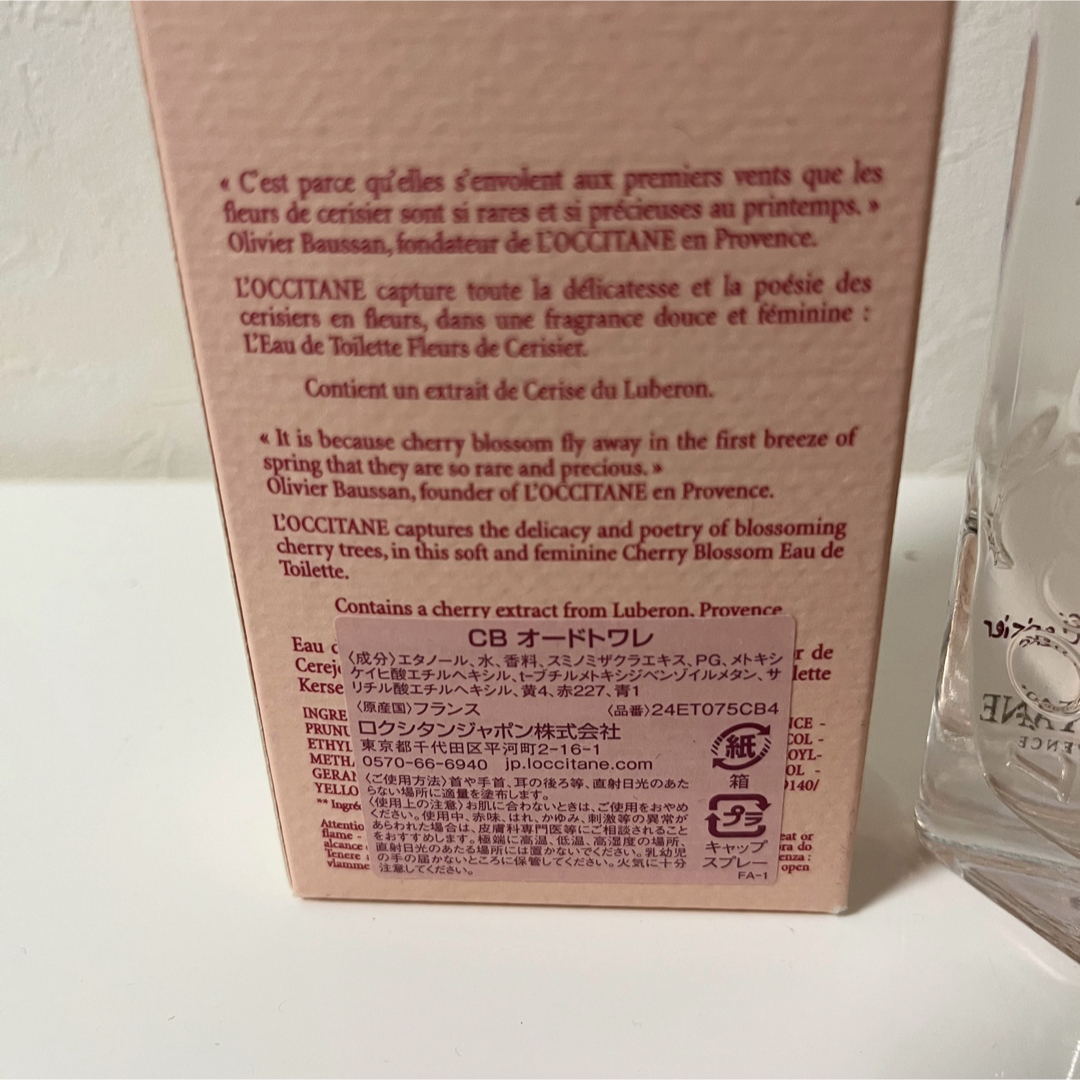 « C'est parce qu'elles s'envolent aux premiers vents que les
fleurs de cerisier sont si rares et si précieuses au printemps. »
Olivier Baussan, fondateur de L'OCCITANE en Provence.
L'OCCITANE capture toute la délicatesse et la poésie des
cerisiers en fleurs, dans une fragrance douce et féminine :
L'Eau de Toilette Fleurs de Cerisier.
Contient un extrait de Cerise du Luberon.
« It is because cherry blossom fly away in the first breeze of
spring that they are so rare and precious. »
Olivier Baussan, founder of L'OCCITANE en Provence.
L'OCCITANE captures the delicacy and poetry of blossoming
cherry trees, in this soft and feminine Cherry Blossom Eau de
Toilette.
Contains a cherry extract from Luberon, Provence
CB オードトワレ
〈成分〉エタノール、水、香料、スミノミザクラエキス、PG、メトキシ
ケイヒ酸エチルヘキシル、t-ブチルメトキシジベンゾイルメタン、サ
リチル酸エチルヘキシル、黄4、赤227、青1
〈原産国〉フランス 〈品番〉24ET075CB4
ロクシタンジャポン株式会社
東京都千代田区平河町2-16-1
0570-66-6940 jp.loccitane.com
〈ご使用方法〉首や手首、耳の後ろ等、直射日光のあた
らない場所に適量を塗布します。
〈使用上の注意〉お肌に合わないときは、ご使用をおやめ
ください。使用中、赤味、はれ、かゆみ、刺激等の異常が
あらわれた場合は、皮膚科専門医等にご相談されること
をおすすめします。極端に高温、低温、高湿度の場所、
直射日光のあたる場所には置かないでください。乳幼児
の手の届かないところに保管してください。火気に十分
注意してください。
紙
箱
プラ
キャップ
スプレー
FA-1
Eau de
Kerse lette
INGRE
PRUNU
ETHYL
METHA
GERAN
YELLO
Attentio
flame -
alcance
Tenere
vlamme open